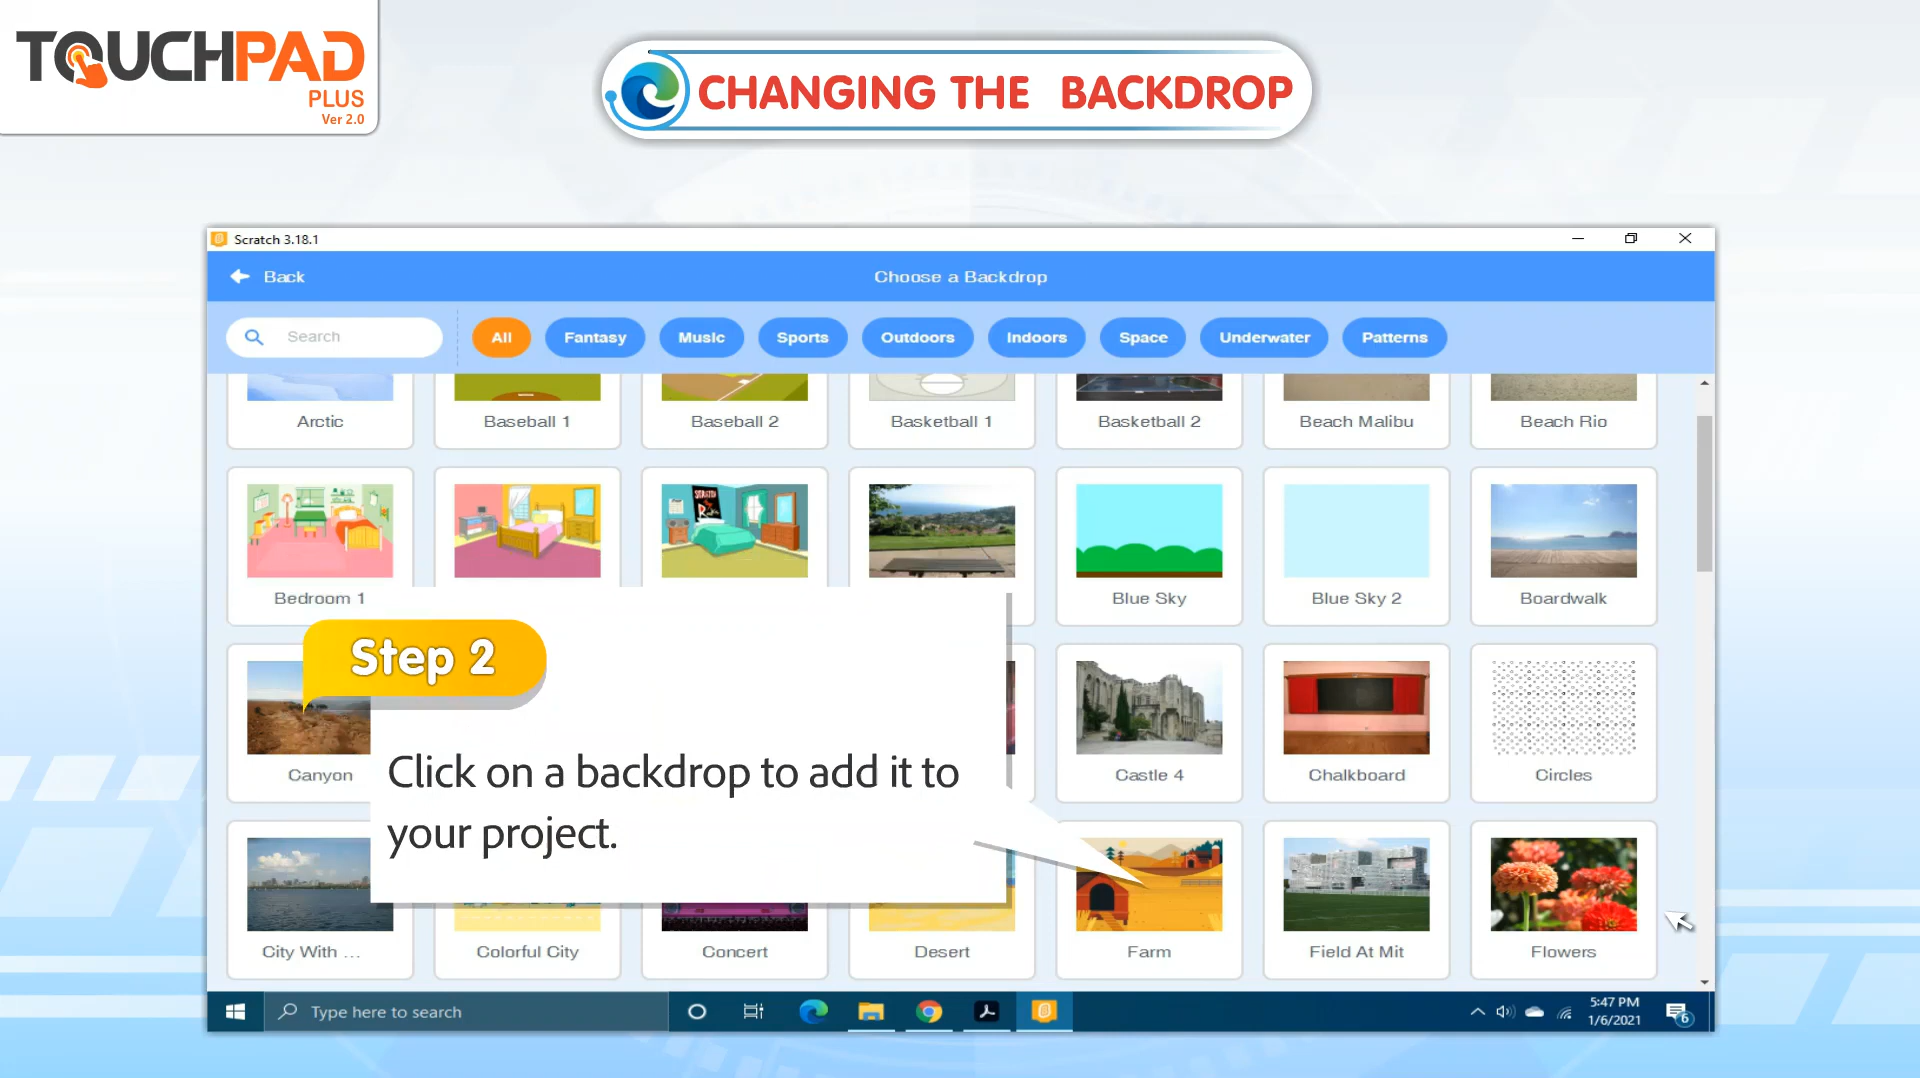 TOUCHPAD
PLUS
Ver 2.0
CHANGING THE BACKDROP
Scratch 3.18.1
Back
Choose a Backdrop
Search
All
Fantasy
Music
Sports
Outdoors
Indoors
Space
Underwater
Patterns
Arctic
Baseball 1
Baseball 2
Basketball 1
Basketball 2
Beach Malibu
Beach Rio
SCRATCH
Bedroom 1
Blue Sky
Blue Sky 2
Boardwalk
Step 2
Click on a backdrop to add it to
your project.
Canyon
Castle 4
Chalkboard
Circles
City With ...
Colorful City
Concert
Desert
Farm
Field At Mit
Flowers
Type here to search
5:47 PM
1/6/2021
6